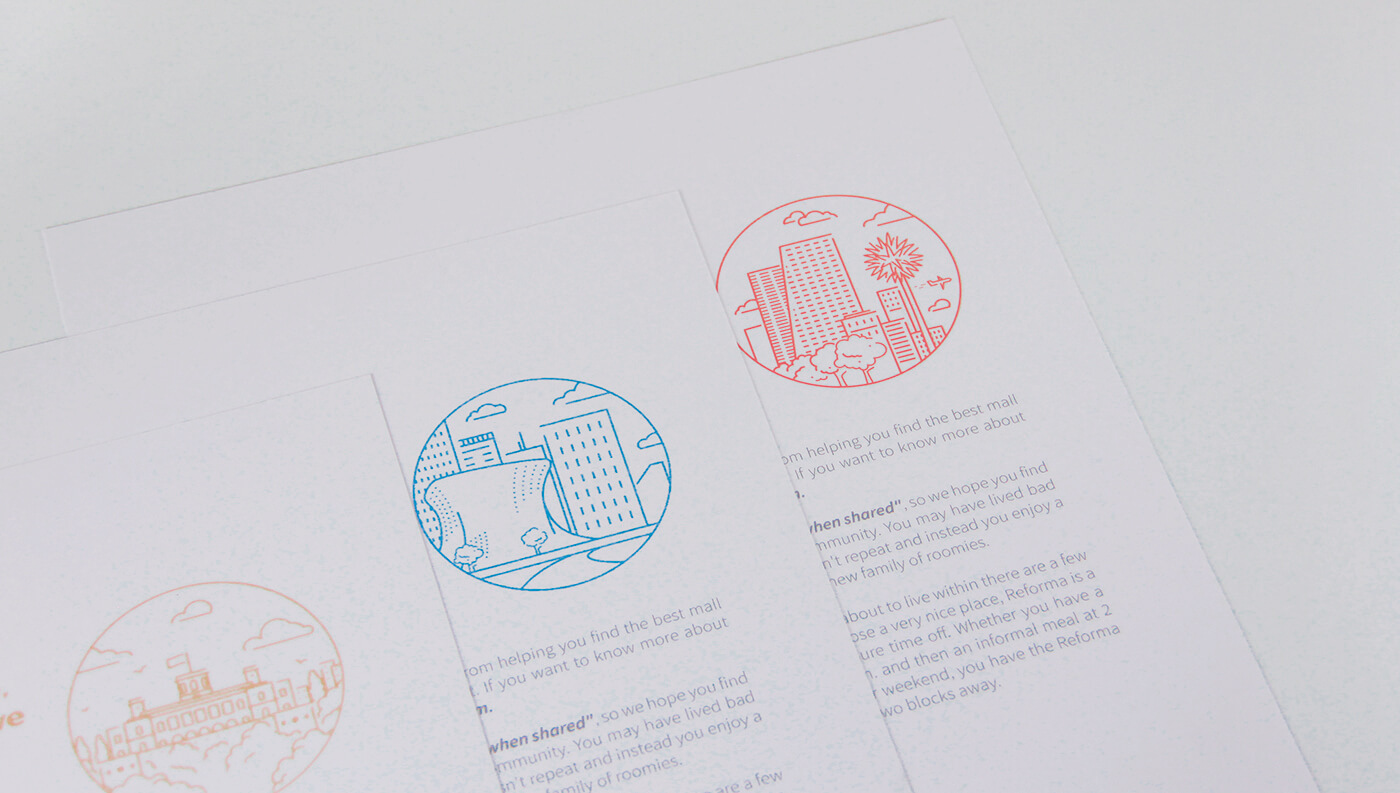 ve
rom helping you find the best mall
. If you want to know more about
m.
when shared", so we hope you find
mmunity. You may have lived bad
n't repeat and instead you enjoy a
family of roomies.
are a few
om helping you find the best mall
. If you want to know more about
when shared", so we hope you find
mmunity. You may have lived bad
n't repeat and instead you enjoy a
new family of roomies.
about to live within there are a few
ose a very nice place, Reforma is a
ure time off. Whether you have a
. and then an informal meal at 2
r weekend, you have the Reforma
wo blocks away.